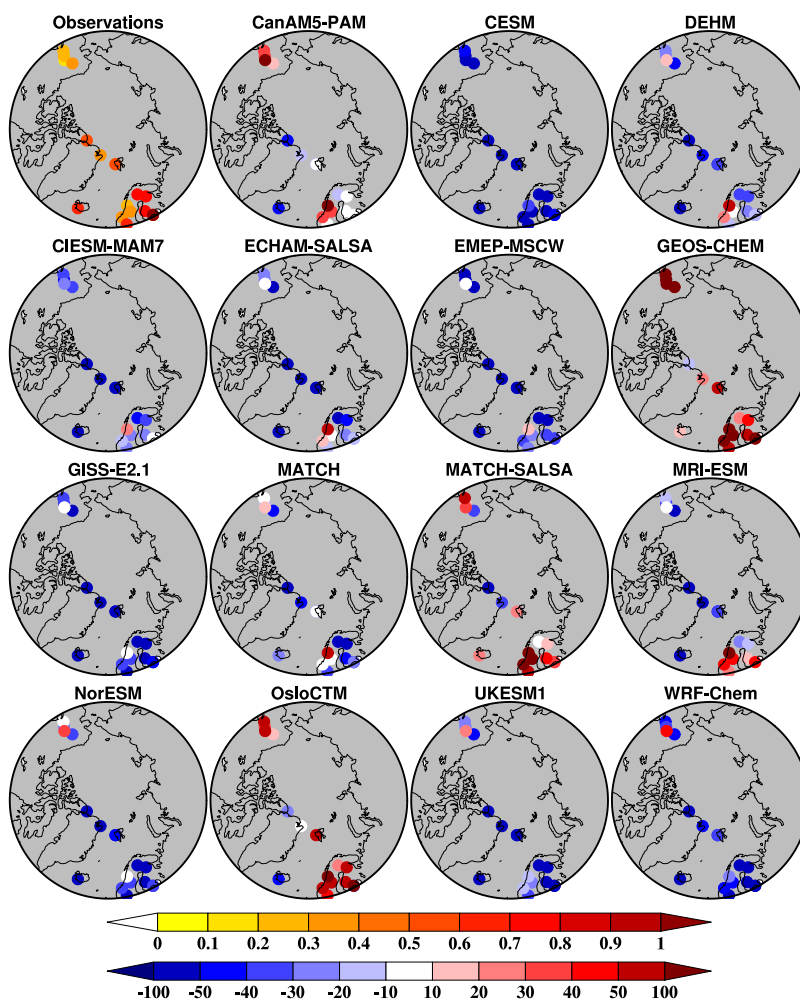 Observations CanAM5-PAM CESM DEHM
CIESM-MAM7 ECHAM-SALSA EMEP-MSCW GEOS-CHEM
GISS-E2.1 MATCH MATCH-SALSA MRI-ESM
NorESM OsloCTM UKESM1 WRF-Chem
0 0.1 0.2 0.3 0.4 0.5 0.6 0.7 0.8 0.9 1
-100 -50 -40 -30 -20 -10 10 20 30 40 50 100